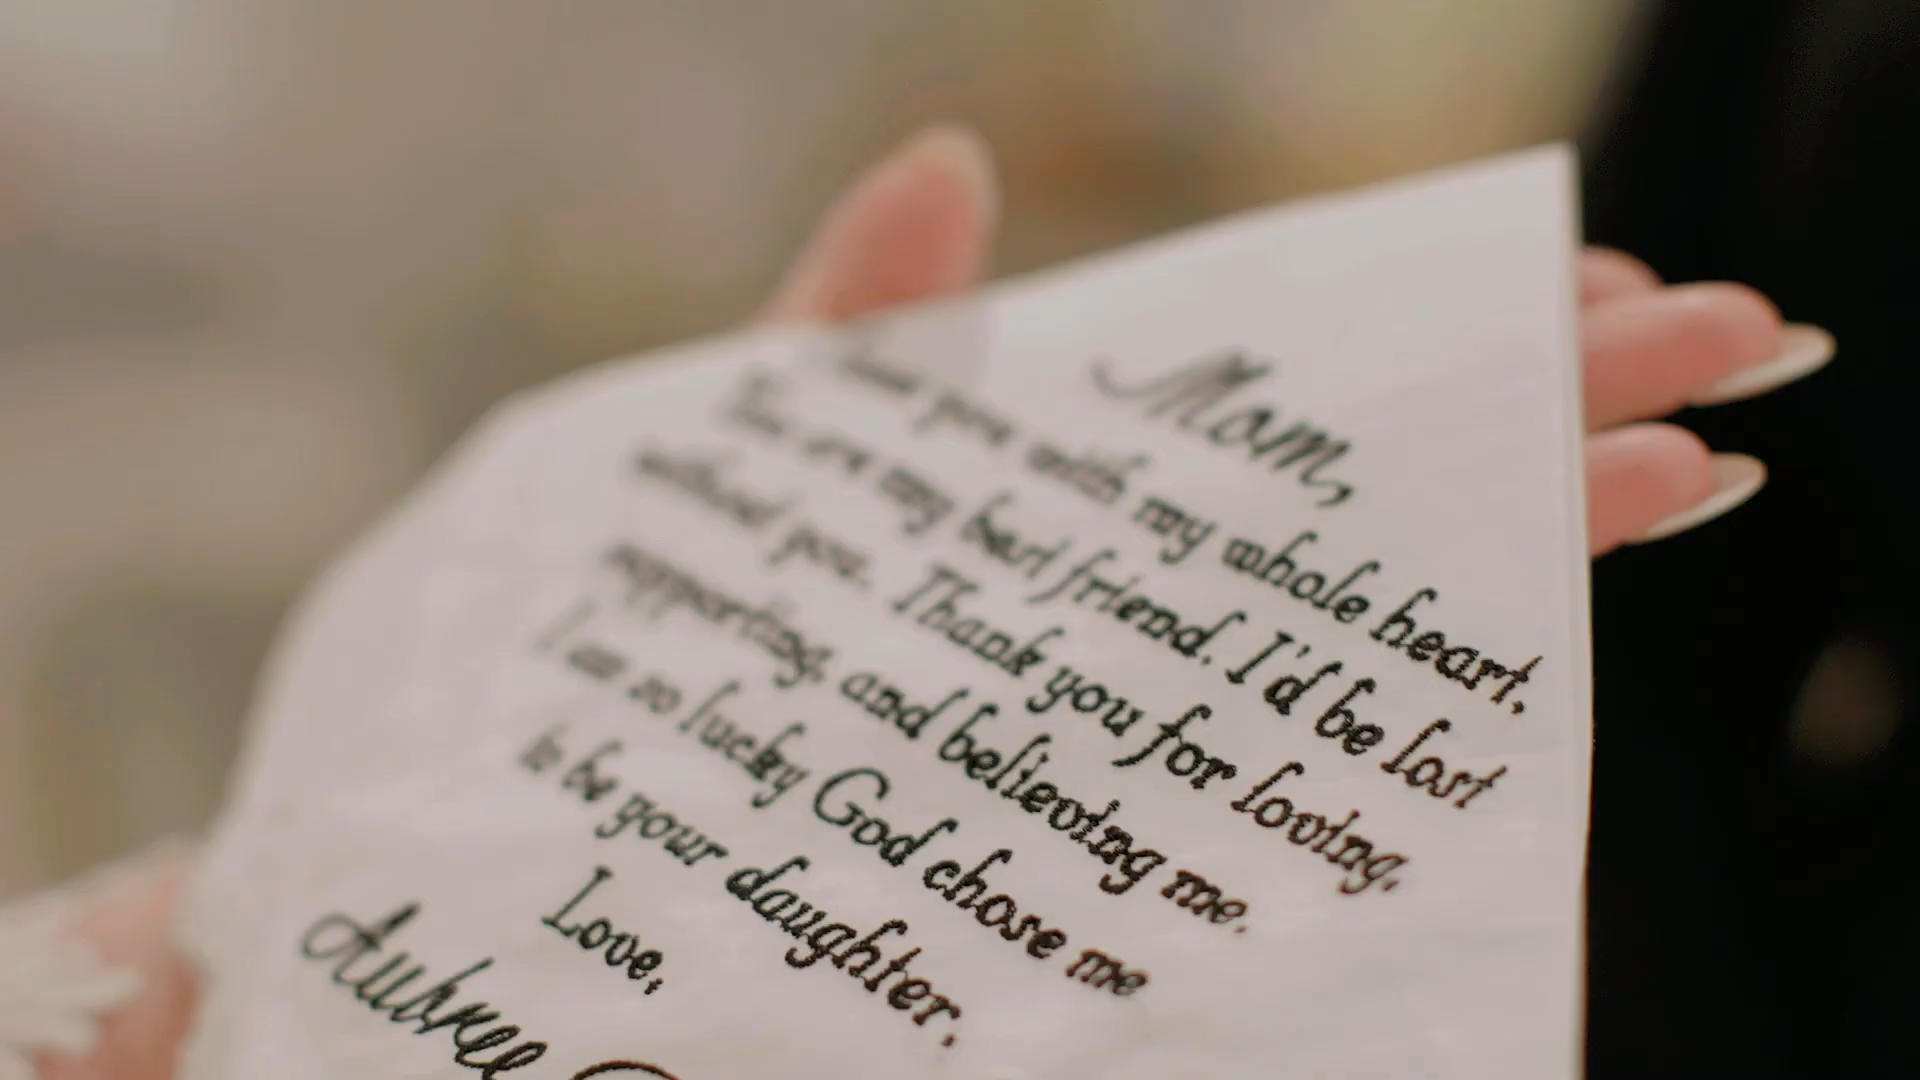 Mom,
you with my whole heart.
You are my best friend. I'd be lost
without you. Thank you for loving,
supporting, and believing me.
I am so lucky God chose me
to be your daughter.
Love,
Aubree